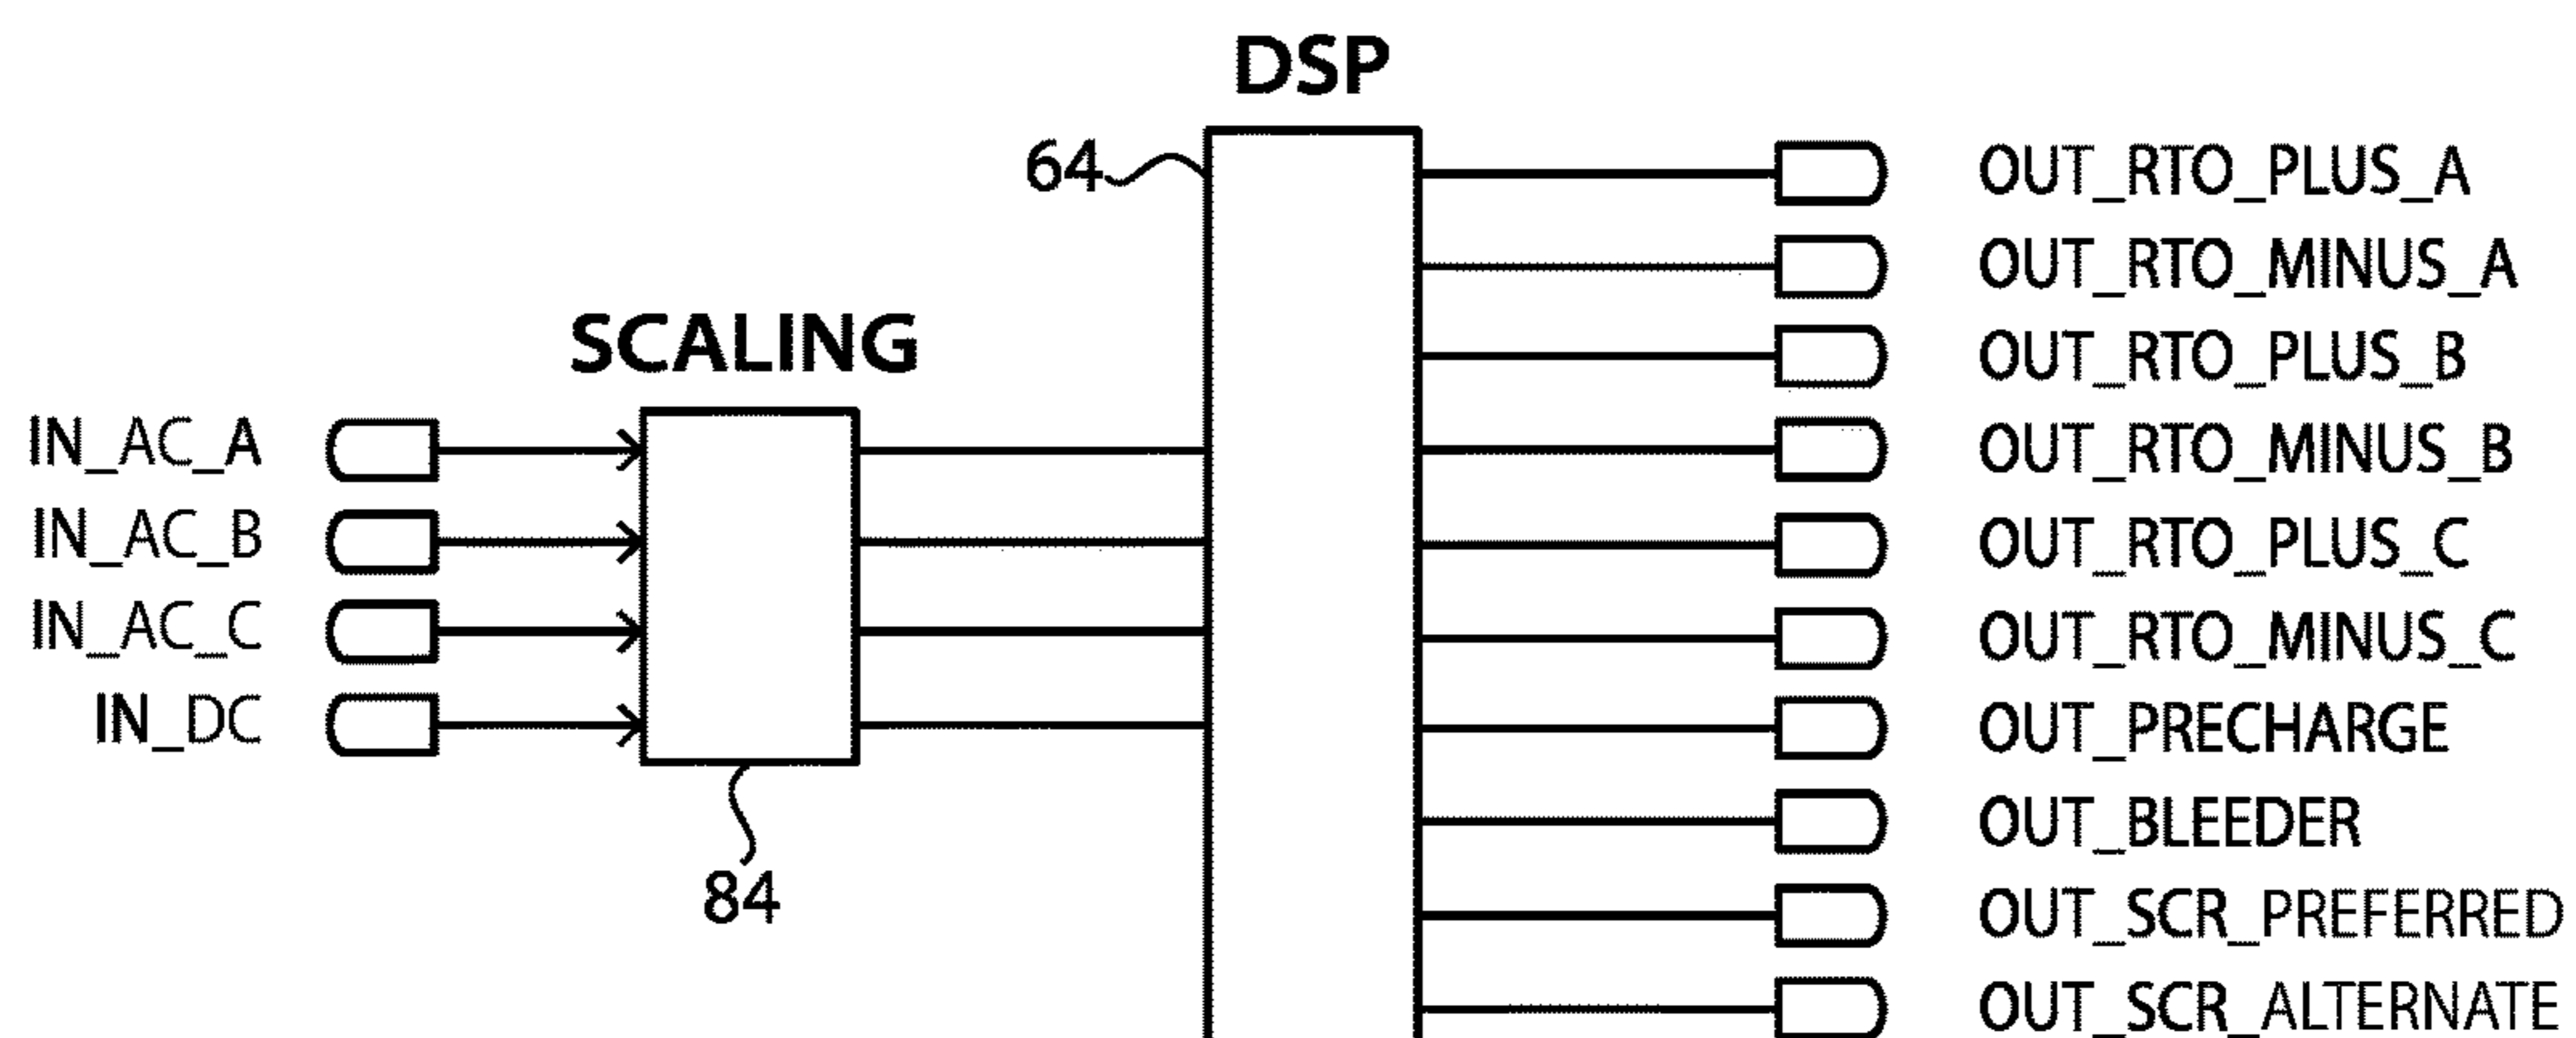 DSP
64
SCALING
84
IN_AC_A
IN_AC_B
IN_AC_C
IN_DC
OUT_RTO_PLUS_A
OUT_RTO_MINUS_A
OUT_RTO_PLUS_B
OUT_RTO_MINUS_B
OUT_RTO_PLUS_C
OUT_RTO_MINUS_C
OUT_PRECHARGE
OUT_BLEEDER
OUT_SCR_PREFERRED
OUT_SCR_ALTERNATE